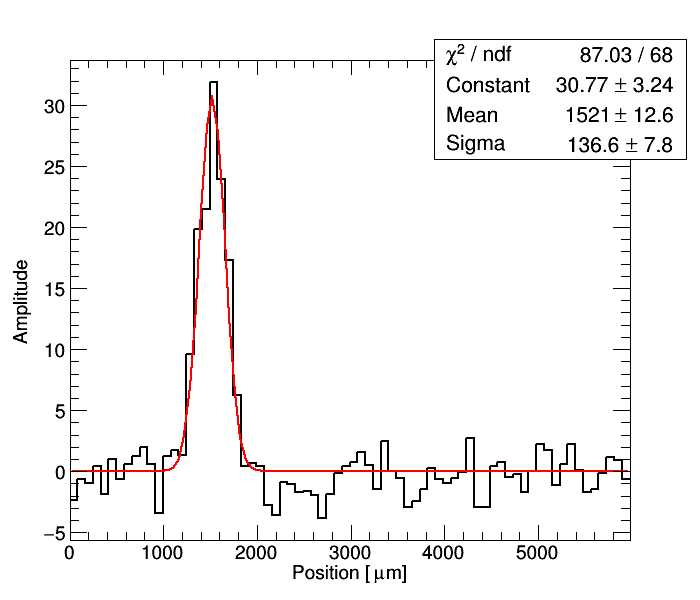 χ² / ndf 87.03 / 68
Constant 30.77 ± 3.24
Mean 1521 ± 12.6
Sigma 136.6 ± 7.8
30
25
20
15
10
5
0
−5
Amplitude
0 1000 2000 3000 4000 5000
Position [ μm]